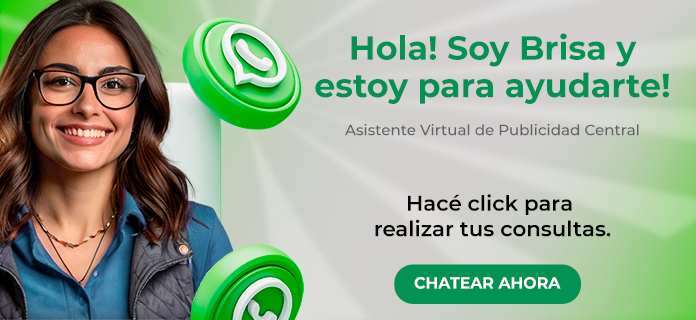 Hola! Soy Brisa y
estoy para ayudarte!
Asistente Virtual de Publicidad Central
Hacé click para
realizar tus consultas.
CHATEAR AHORA